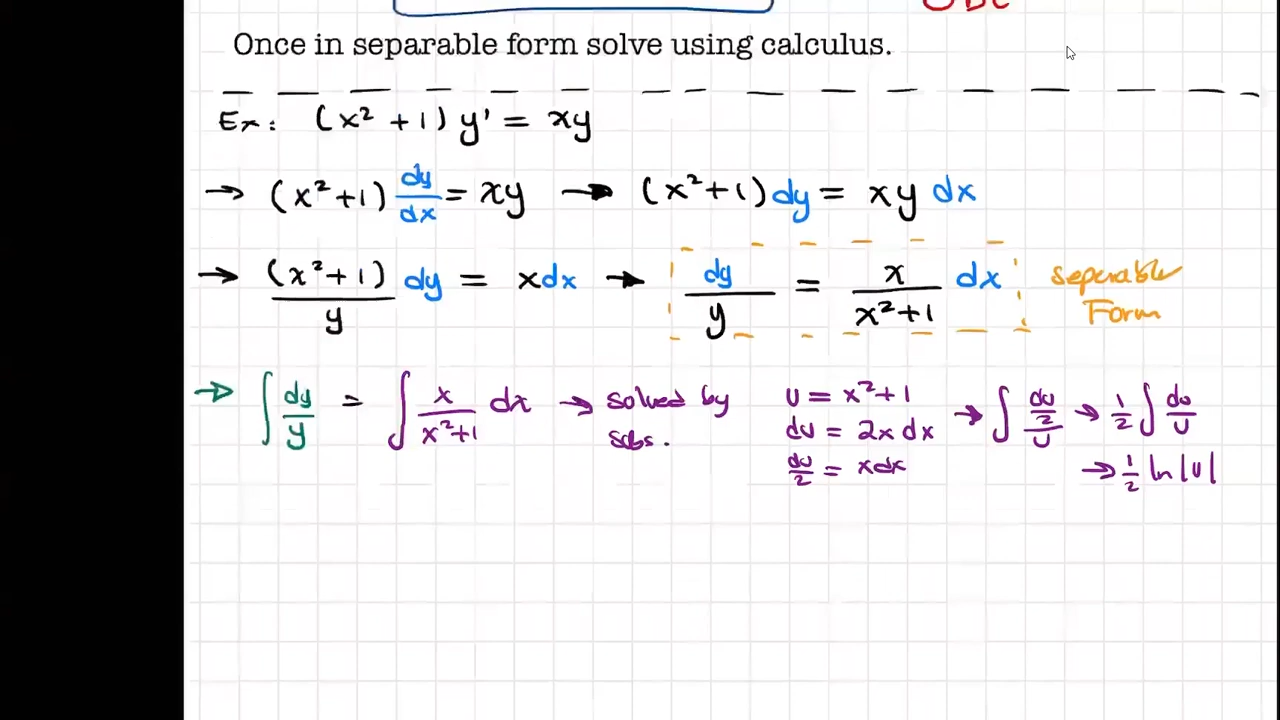 Once in separable form solve using calculus.
Ex: (x² + 1) y' = xy
→ (x² + 1) dy/dx = xy → (x² + 1) dy = xy dx
→ (x² + 1)/y dy = x dx → dy/y = x/(x² + 1) dx seperable Form
→ ∫ dy/y = ∫ x/(x² + 1) dx → solved by subs.
u = x² + 1
du = 2x dx
du/2 = x dx
→ ∫ (du/2)/u → 1/2 ∫ du/u
→ 1/2 ln |u|